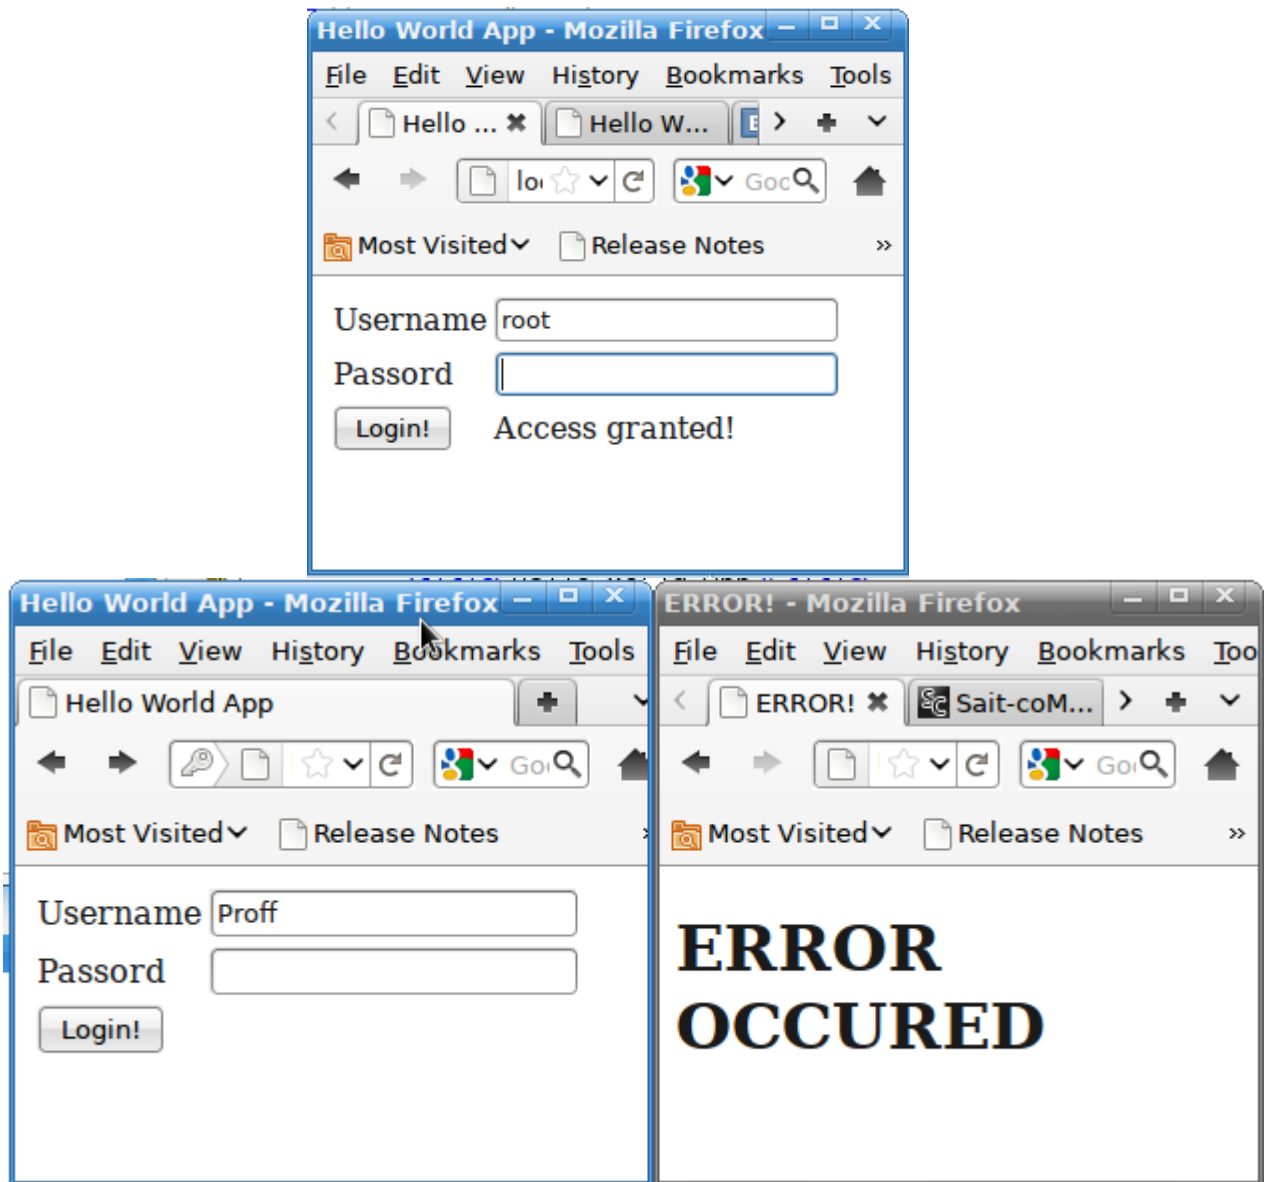 Hello World App - Mozilla Firefox
File Edit View History Bookmarks Tools
Hello ... Hello W...
Most Visited Release Notes
Username root
Passord
Login! Access granted!
Hello World App - Mozilla Firefox
File Edit View History Bookmarks Tools
Hello World App
Most Visited Release Notes
Username Proff
Passord
Login!
ERROR! - Mozilla Firefox
File Edit View History Bookmarks Too
ERROR! Sait-coM...
Most Visited Release Notes
ERROR
OCCURED